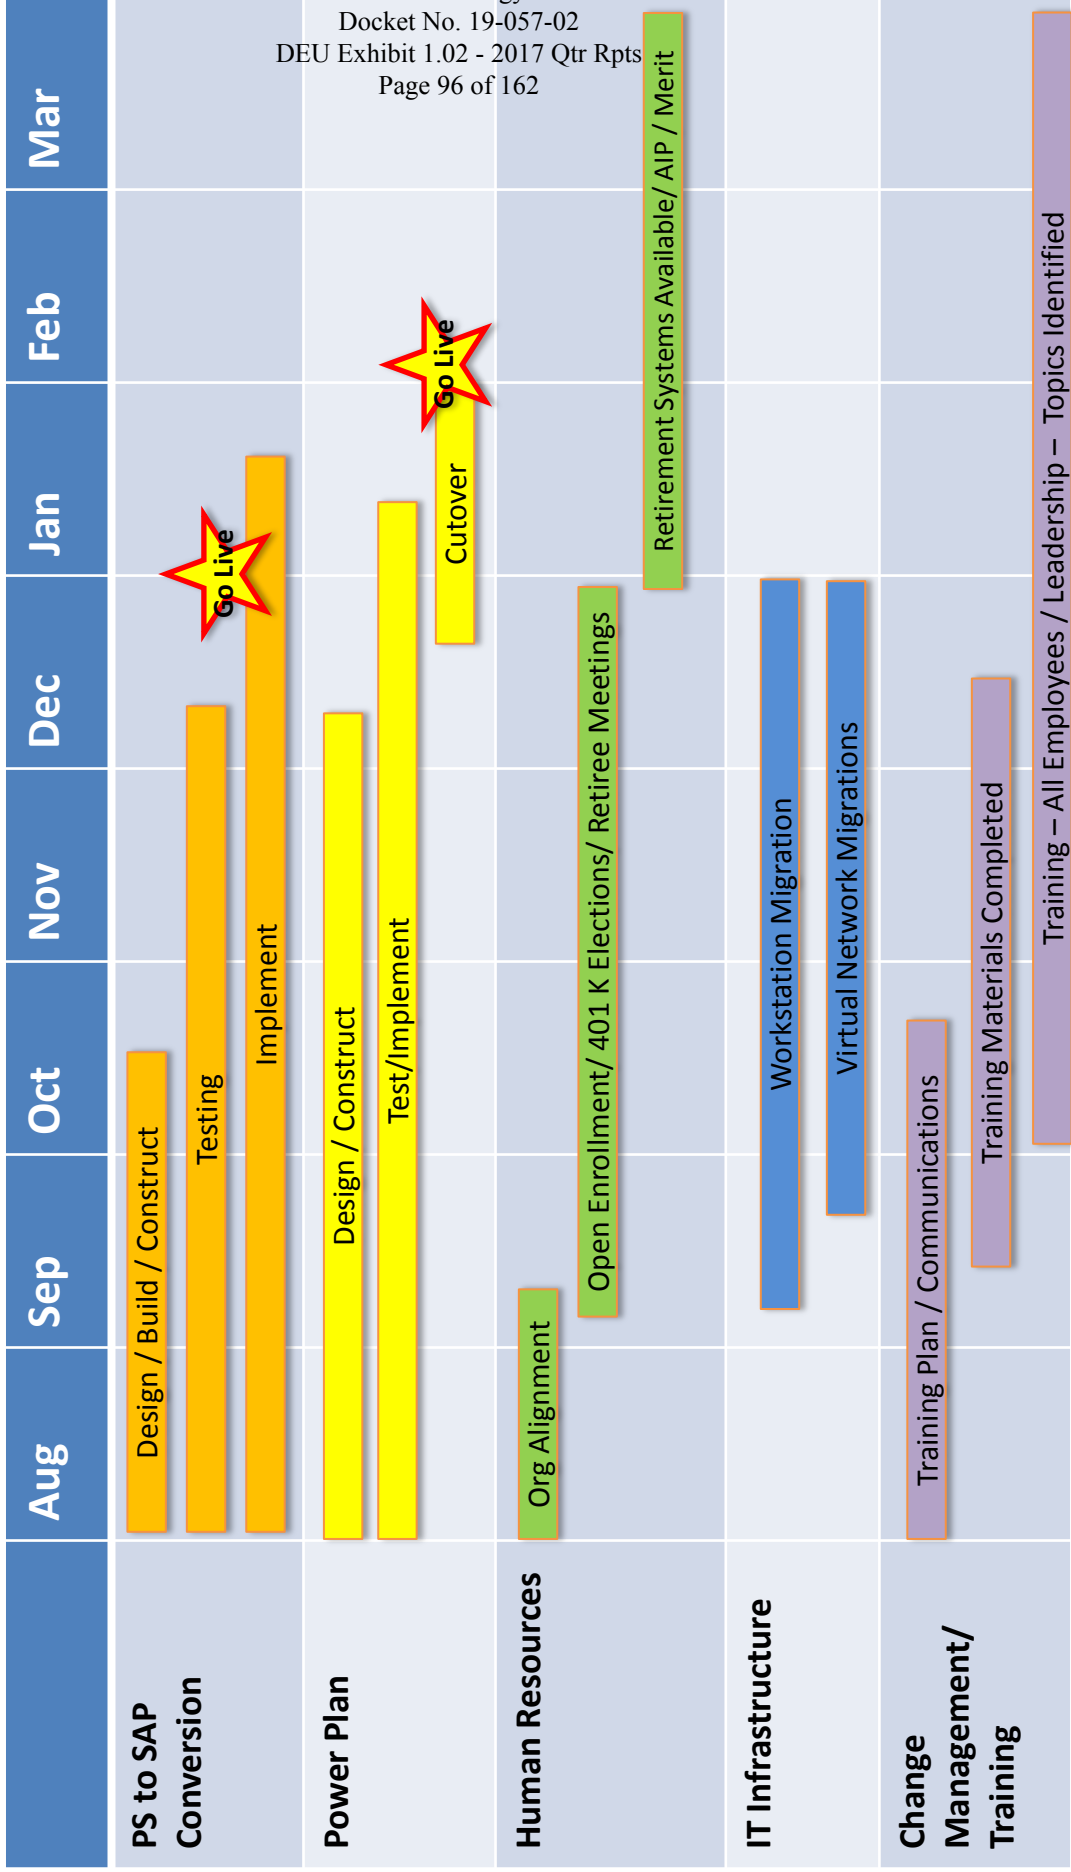 Docket No. 19-057-02
DEU Exhibit 1.02 - 2017 Qtr Rpts
Page 96 of 162
Aug
Sep
Oct
Nov
Dec
Jan
Feb
Mar
PS to SAP
Conversion
Design / Build / Construct
Testing
Implement
Go Live
Power Plan
Design / Construct
Test/Implement
Cutover
Go Live
Human Resources
Org Alignment
Open Enrollment/ 401 K Elections/ Retiree Meetings
Retirement Systems Available/ AIP / Merit
IT Infrastructure
Workstation Migration
Virtual Network Migrations
Change
Management/
Training
Training Plan / Communications
Training Materials Completed
Training – All Employees / Leadership – Topics Identified